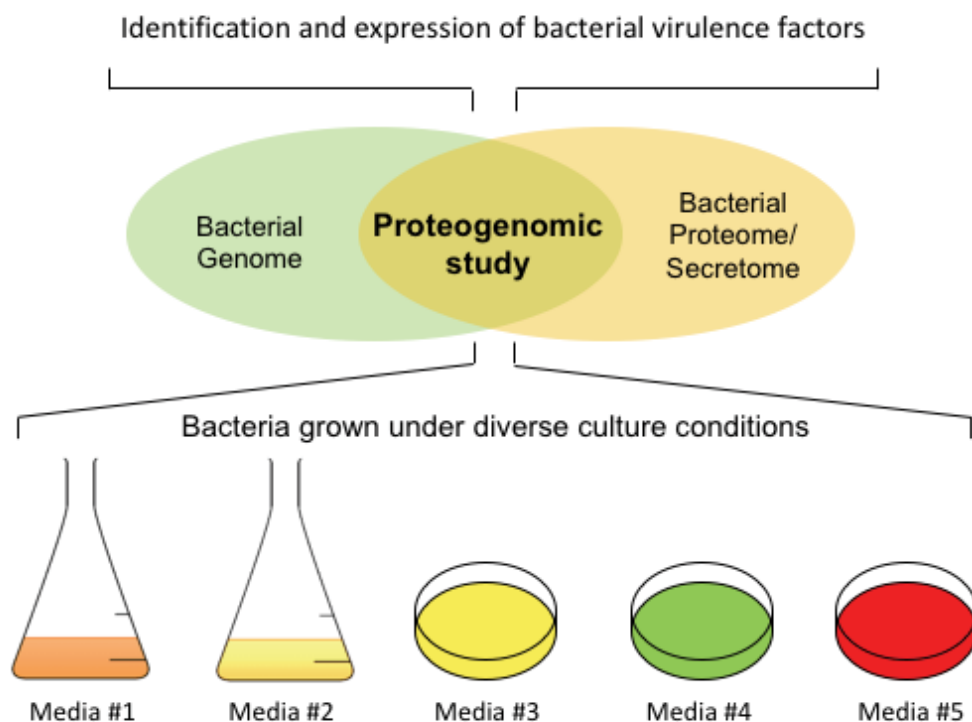 Identification and expression of bacterial virulence factors
Bacterial
Genome
Proteogenomic
study
Bacterial
Proteome/
Secretome
Bacteria grown under diverse culture conditions
Media #1
Media #2
Media #3
Media #4
Media #5